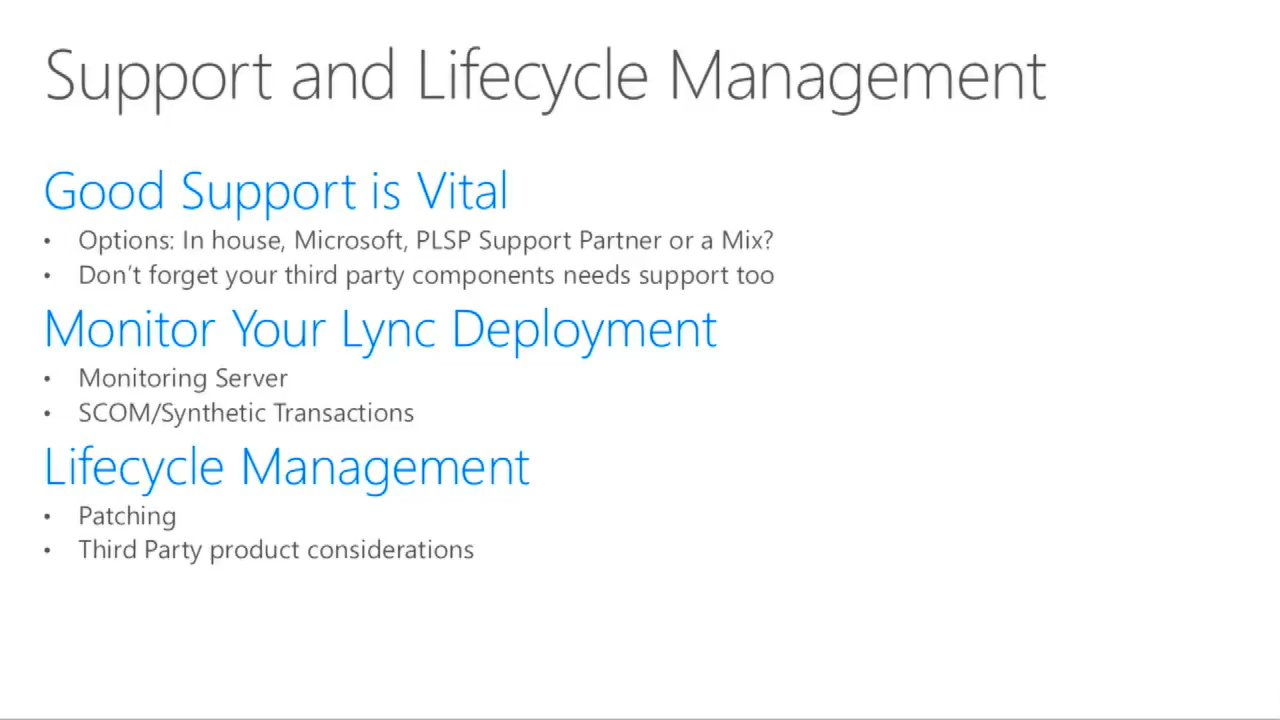 Support and Lifecycle Management
Good Support is Vital
• Options: In house, Microsoft, PLSP Support Partner or a Mix?
• Don't forget your third party components needs support too
Monitor Your Lync Deployment
• Monitoring Server
• SCOM/Synthetic Transactions
Lifecycle Management
• Patching
• Third Party product considerations